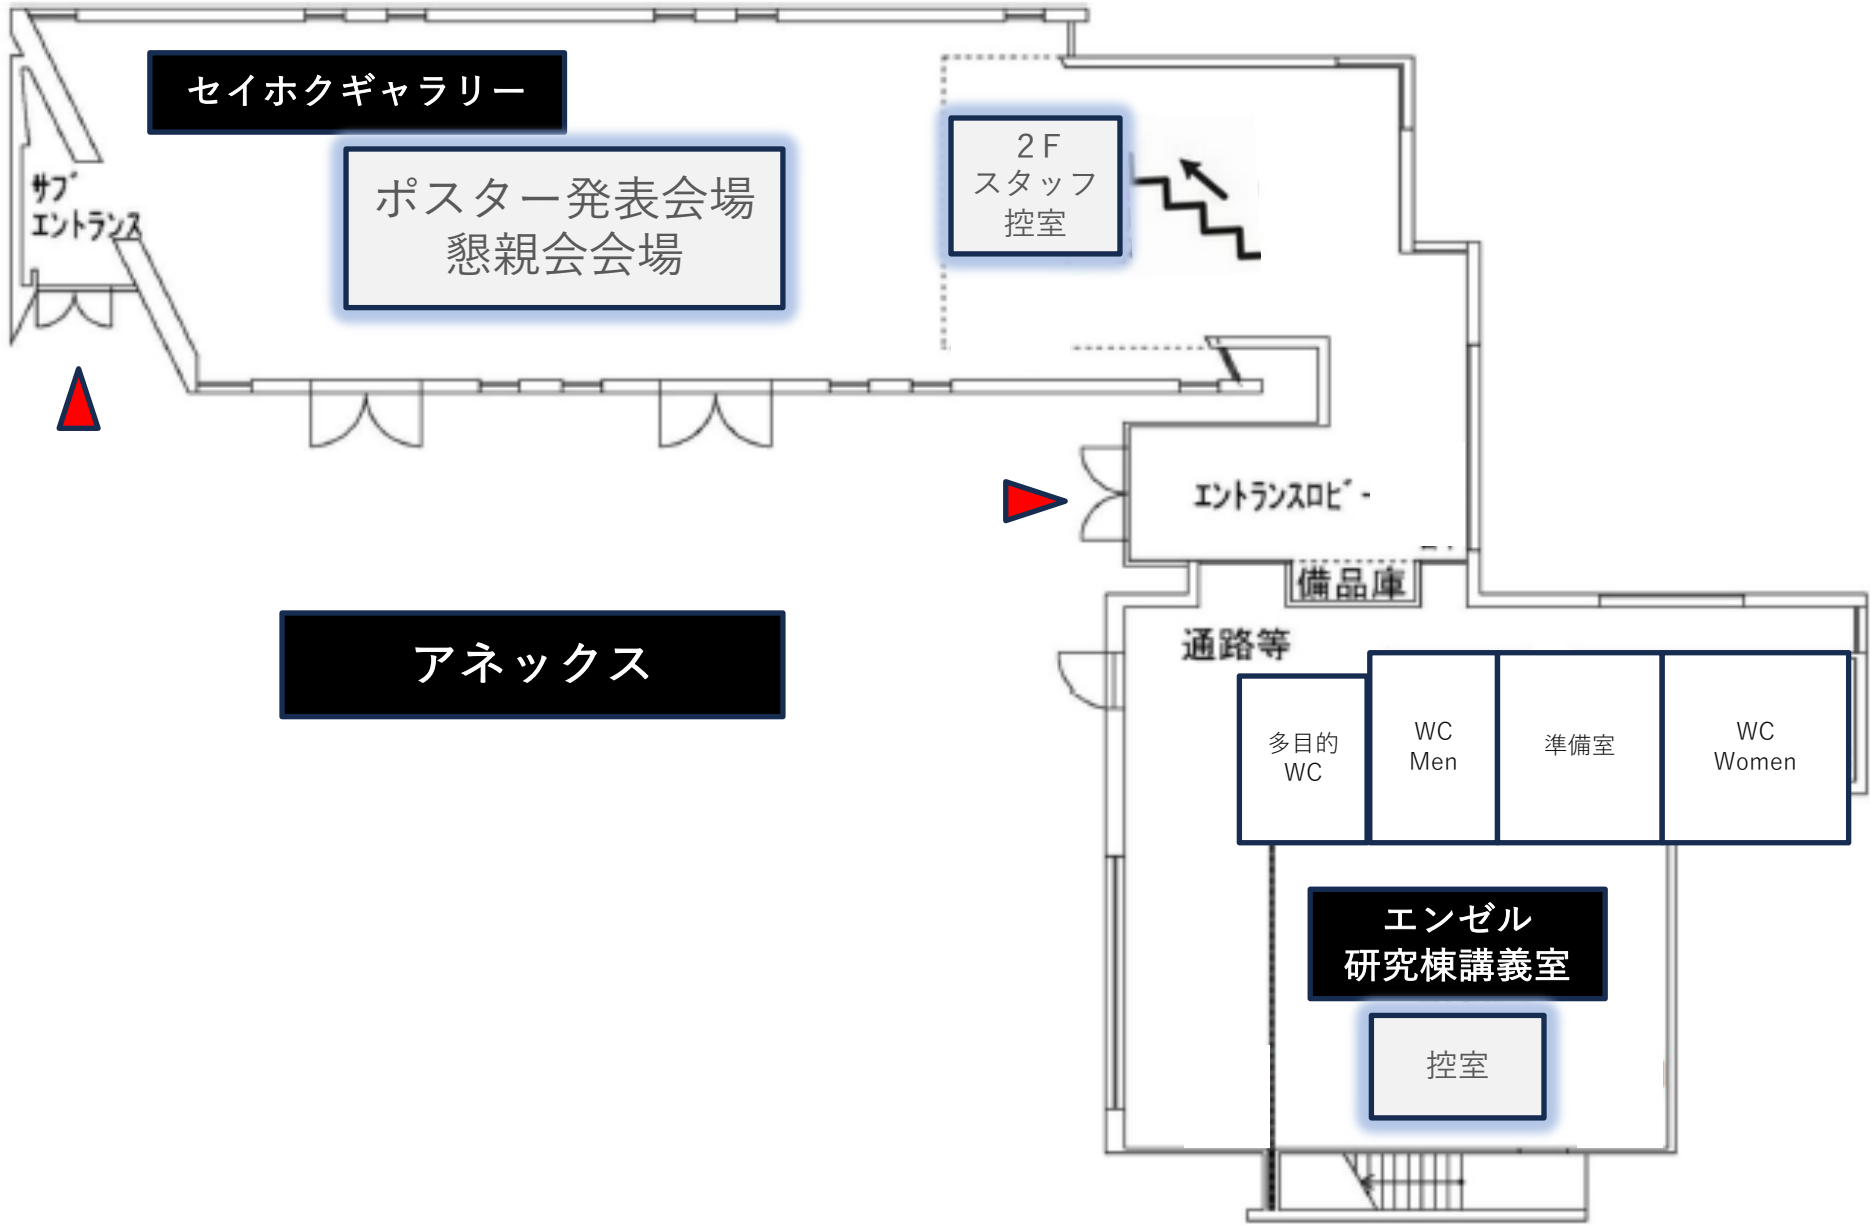 セイホクギャラリー
ポスター発表会場
懇親会会場
2F
スタッフ
控室
サブ
エントランス
エントランスロビー
備品庫
通路等
アネックス
多目的
WC
WC
Men
準備室
WC
Women
エンゼル
研究棟講義室
控室